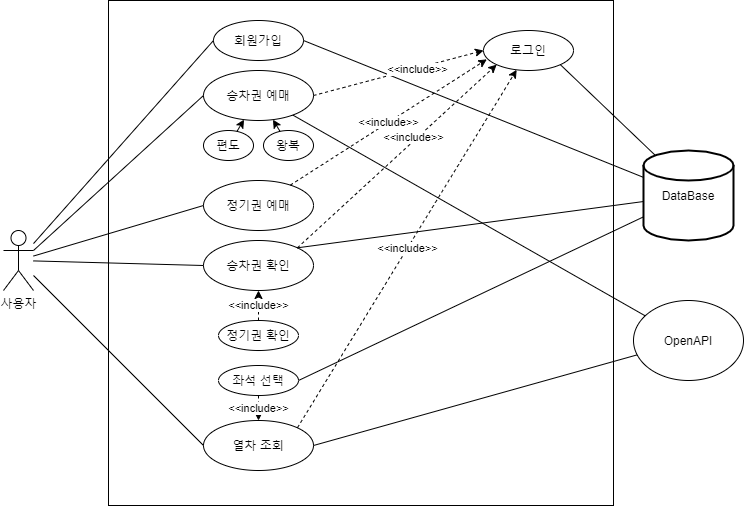 회원가입
로그인
<<include>>
승차권 예매
<<include>>
<<include>>
편도
왕복
DataBase
정기권 예매
승차권 확인
<<include>>
사용자
<<include>>
정기권 확인
OpenAPI
좌석 선택
<<include>>
열차 조회